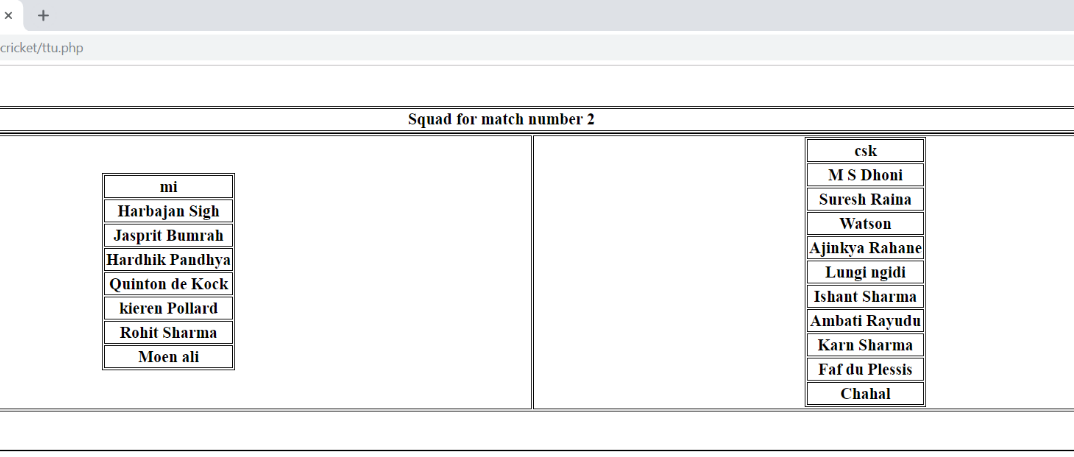 cricket/ttu.php
Squad for match number 2
mi
Harbajan Sigh
Jasprit Bumrah
Hardhik Pandhya
Quinton de Kock
kieren Pollard
Rohit Sharma
Moen ali
csk
M S Dhoni
Suresh Raina
Watson
Ajinkya Rahane
Lungi ngidi
Ishant Sharma
Ambati Rayudu
Karn Sharma
Faf du Plessis
Chahal